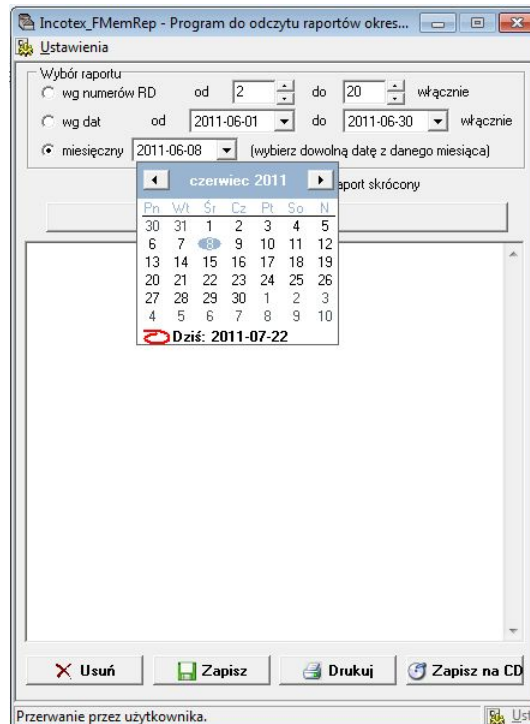 Incotex_FMemRep - Program do odczytu raportów okres...
Ustawienia
Wybór raportu
wg numerów RD od 2 do 20 włącznie
wg dat od 2011-06-01 do 2011-06-30 włącznie
miesięczny 2011-06-08 (wybierz dowolną datę z danego miesiąca)
czerwiec 2011
skrócony
Pn Wt Śr Cz Pt So N
30 31 1 2 3 4 5
6 7 8 9 10 11 12
13 14 15 16 17 18 19
20 21 22 23 24 25 26
27 28 29 30 1 2 3
4 5 6 7 8 9 10
Dziś: 2011-07-22
Usuń Zapisz Drukuj Zapisz na CD
Przerwanie przez użytkownika.